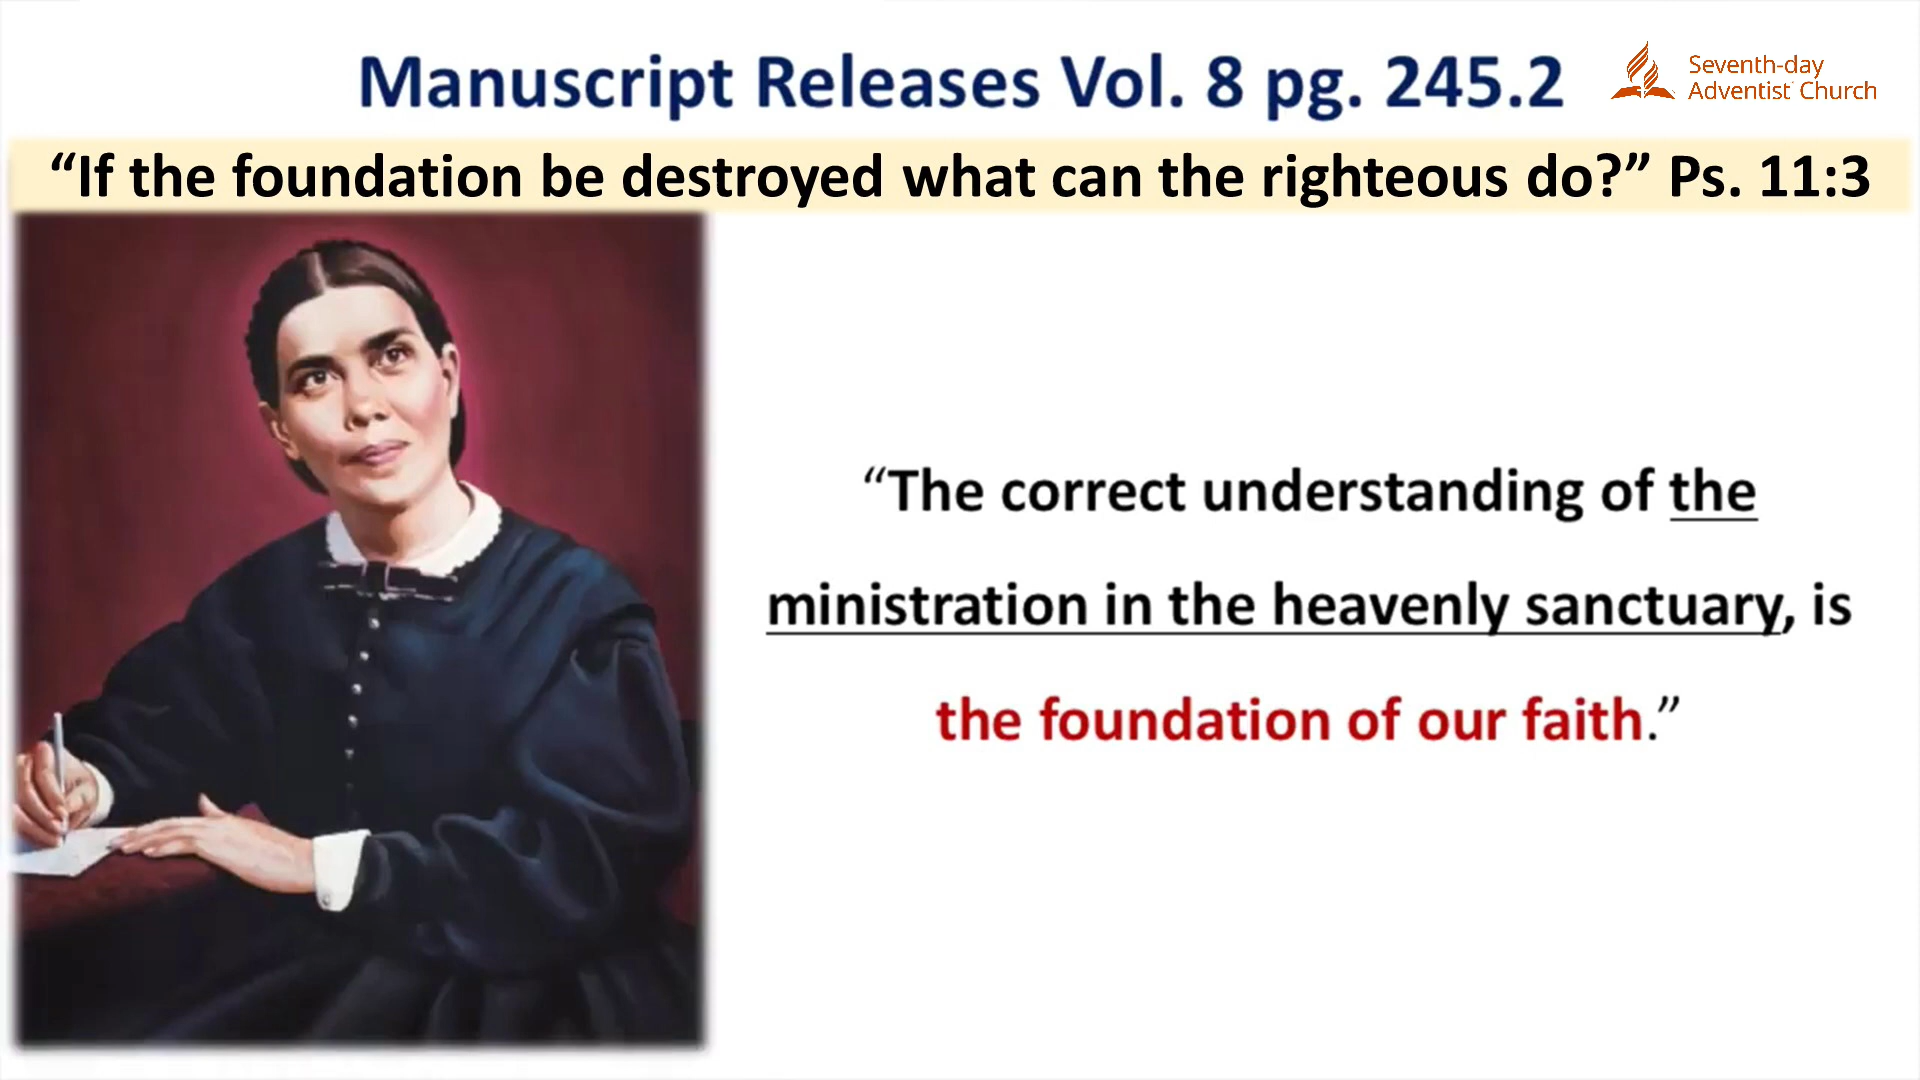 Manuscript Releases Vol. 8 pg. 245.2
Seventh-day
Adventist Church
“If the foundation be destroyed what can the righteous do?” Ps. 11:3
“The correct understanding of the
ministration in the heavenly sanctuary, is
the foundation of our faith.”